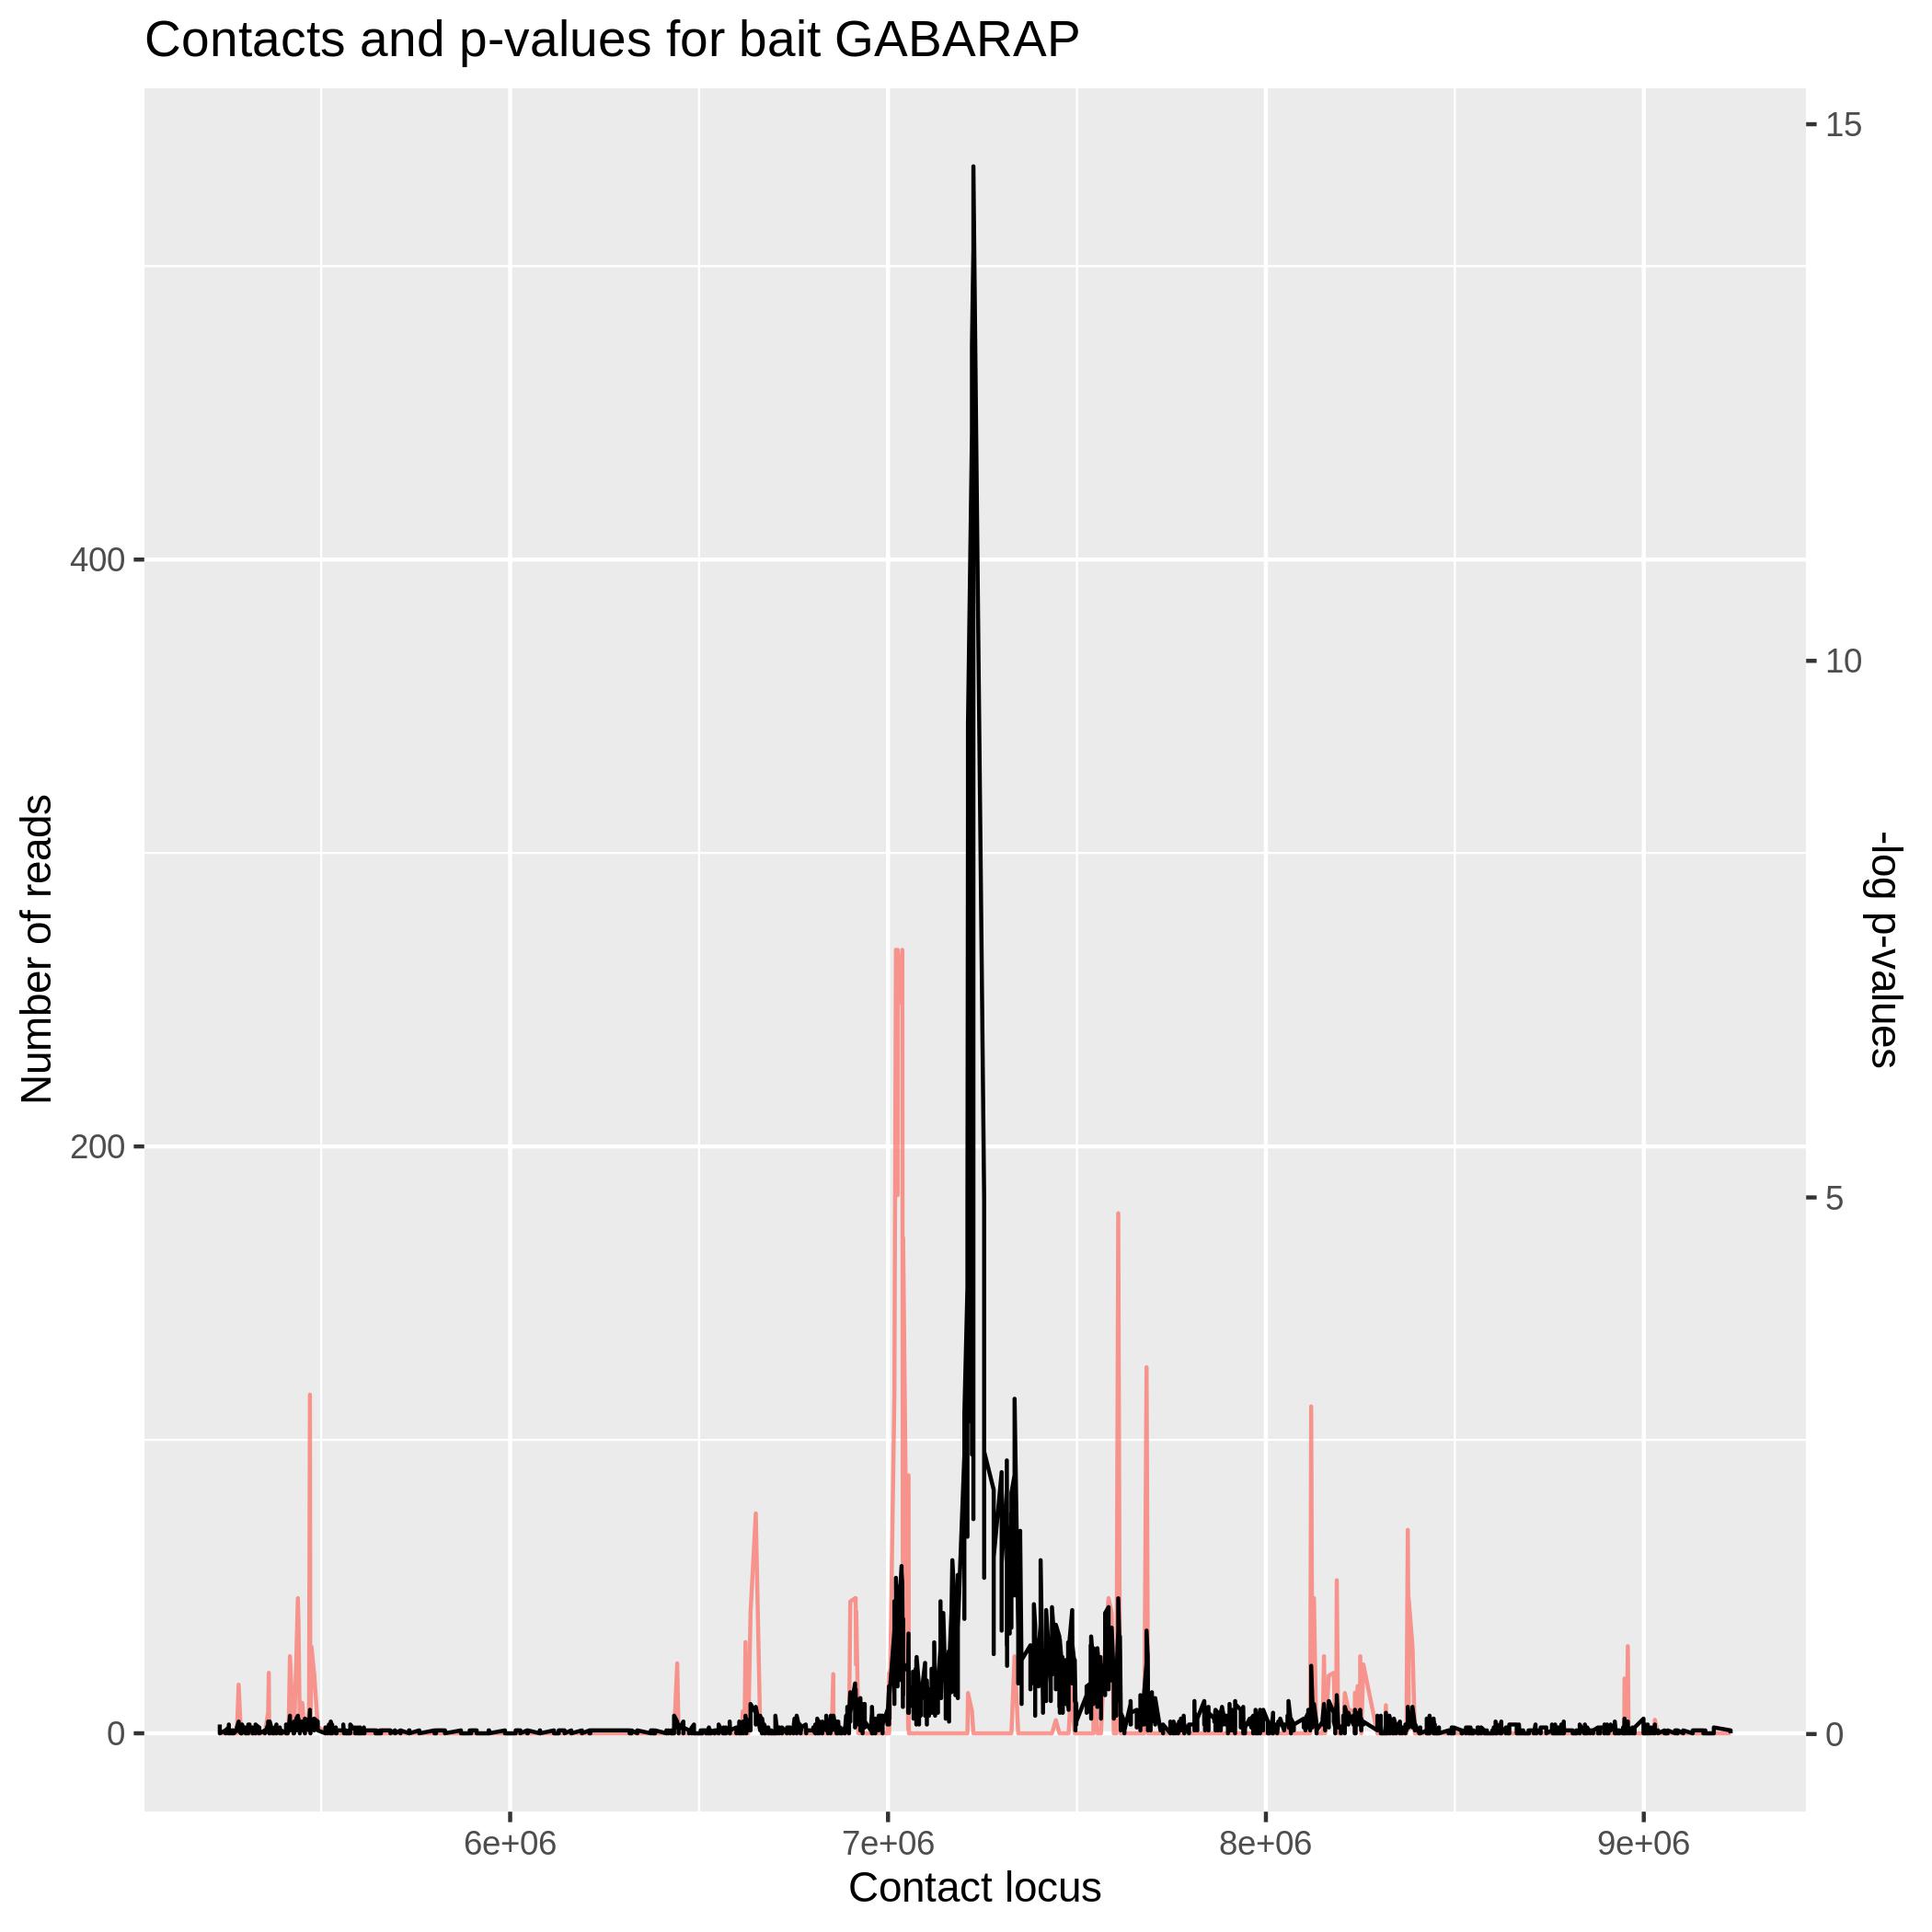 Contacts and p-values for bait GABARAP
Number of reads
400
200
0
15
10
5
0
-log p-values
6e+06
7e+06
8e+06
9e+06
Contact locus